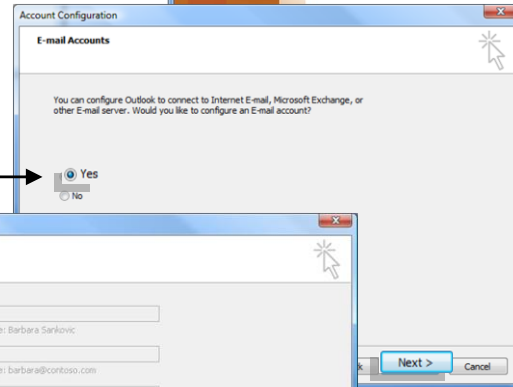 Account Configuration
E-mail Accounts
You can configure Outlook to connect to Internet E-mail, Microsoft Exchange, or
other E-mail server. Would you like to configure an E-mail account?
Yes
No
e: Barbara Sankovic
e: barbara@contoso.com
k
Next >
Cancel